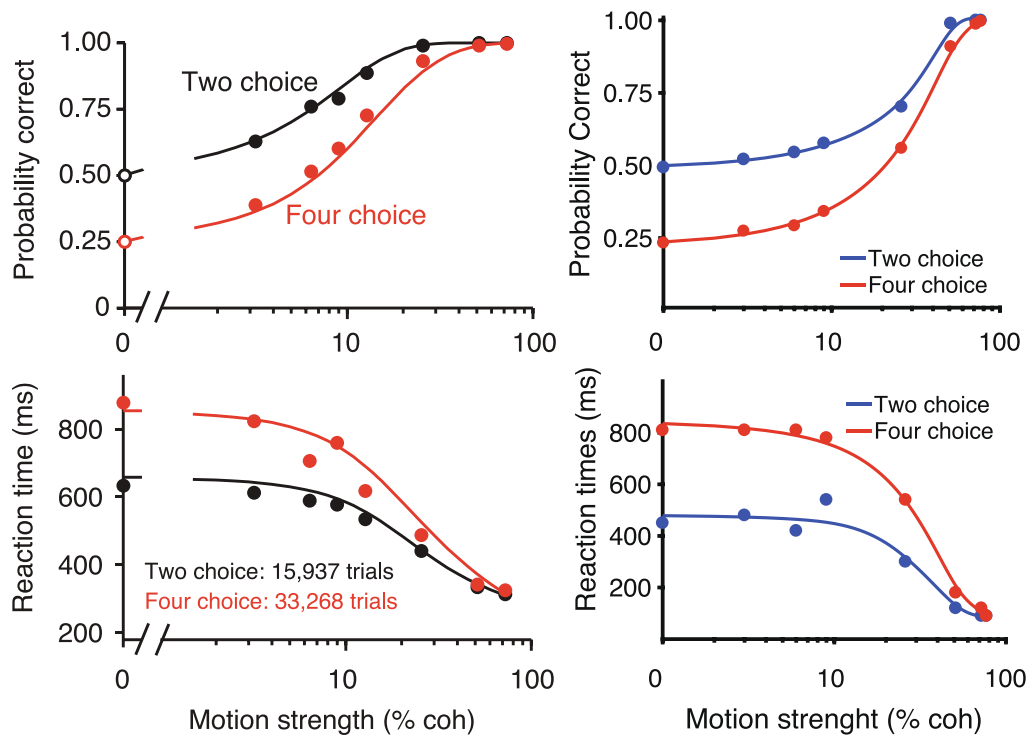 Probability correct
1.00
0.75
0.50
0.25
0
Two choice
Four choice
0
10
100
Probability Correct
1.00
0.75
0.50
0.25
Two choice
Four choice
0
10
100
Reaction time (ms)
800
600
400
200
Two choice: 15,937 trials
Four choice: 33,268 trials
0
10
100
Motion strength (% coh)
Reaction times (ms)
800
600
400
200
Two choice
Four choice
0
10
100
Motion strenght (% coh)